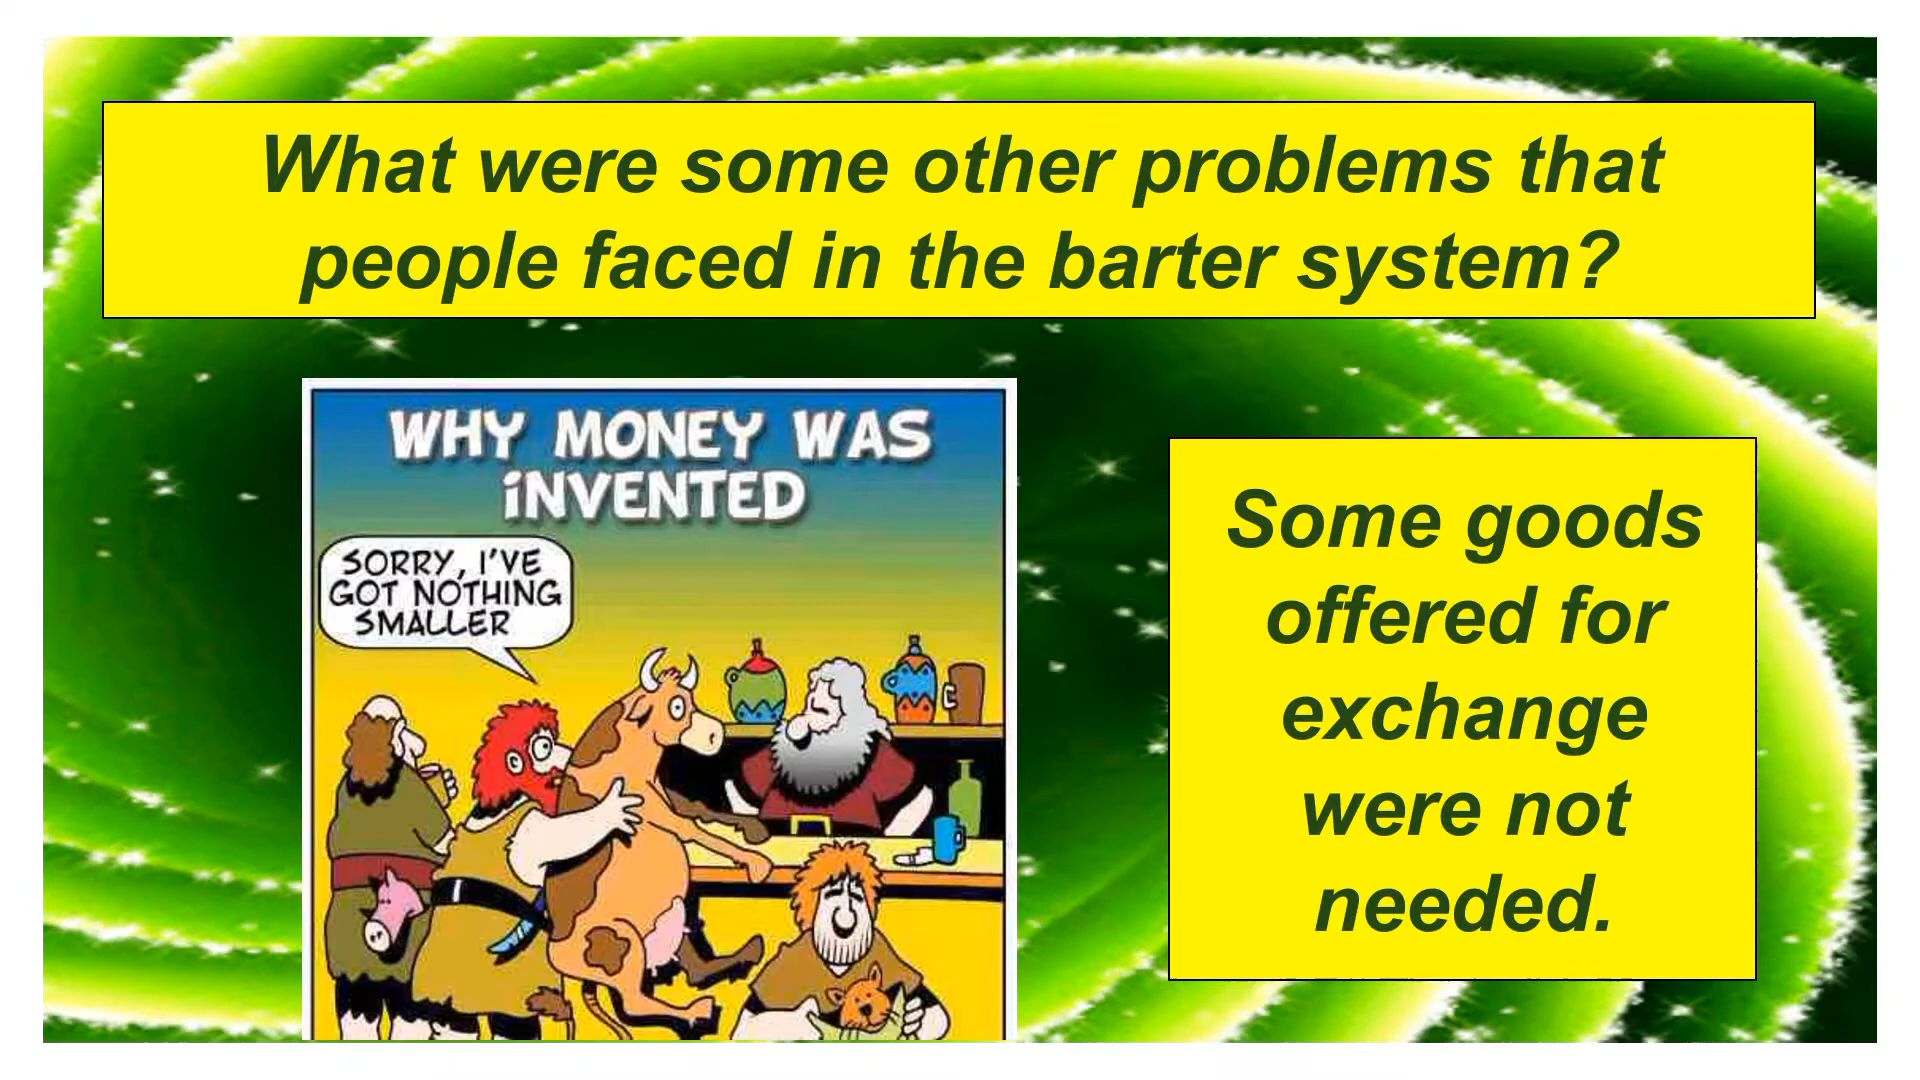 What were some other problems that
people faced in the barter system?
WHY MONEY WAS
iNVENTED
SORRY, I'VE
GOT NOTHING
SMALLER
Some goods
offered for
exchange
were not
needed.